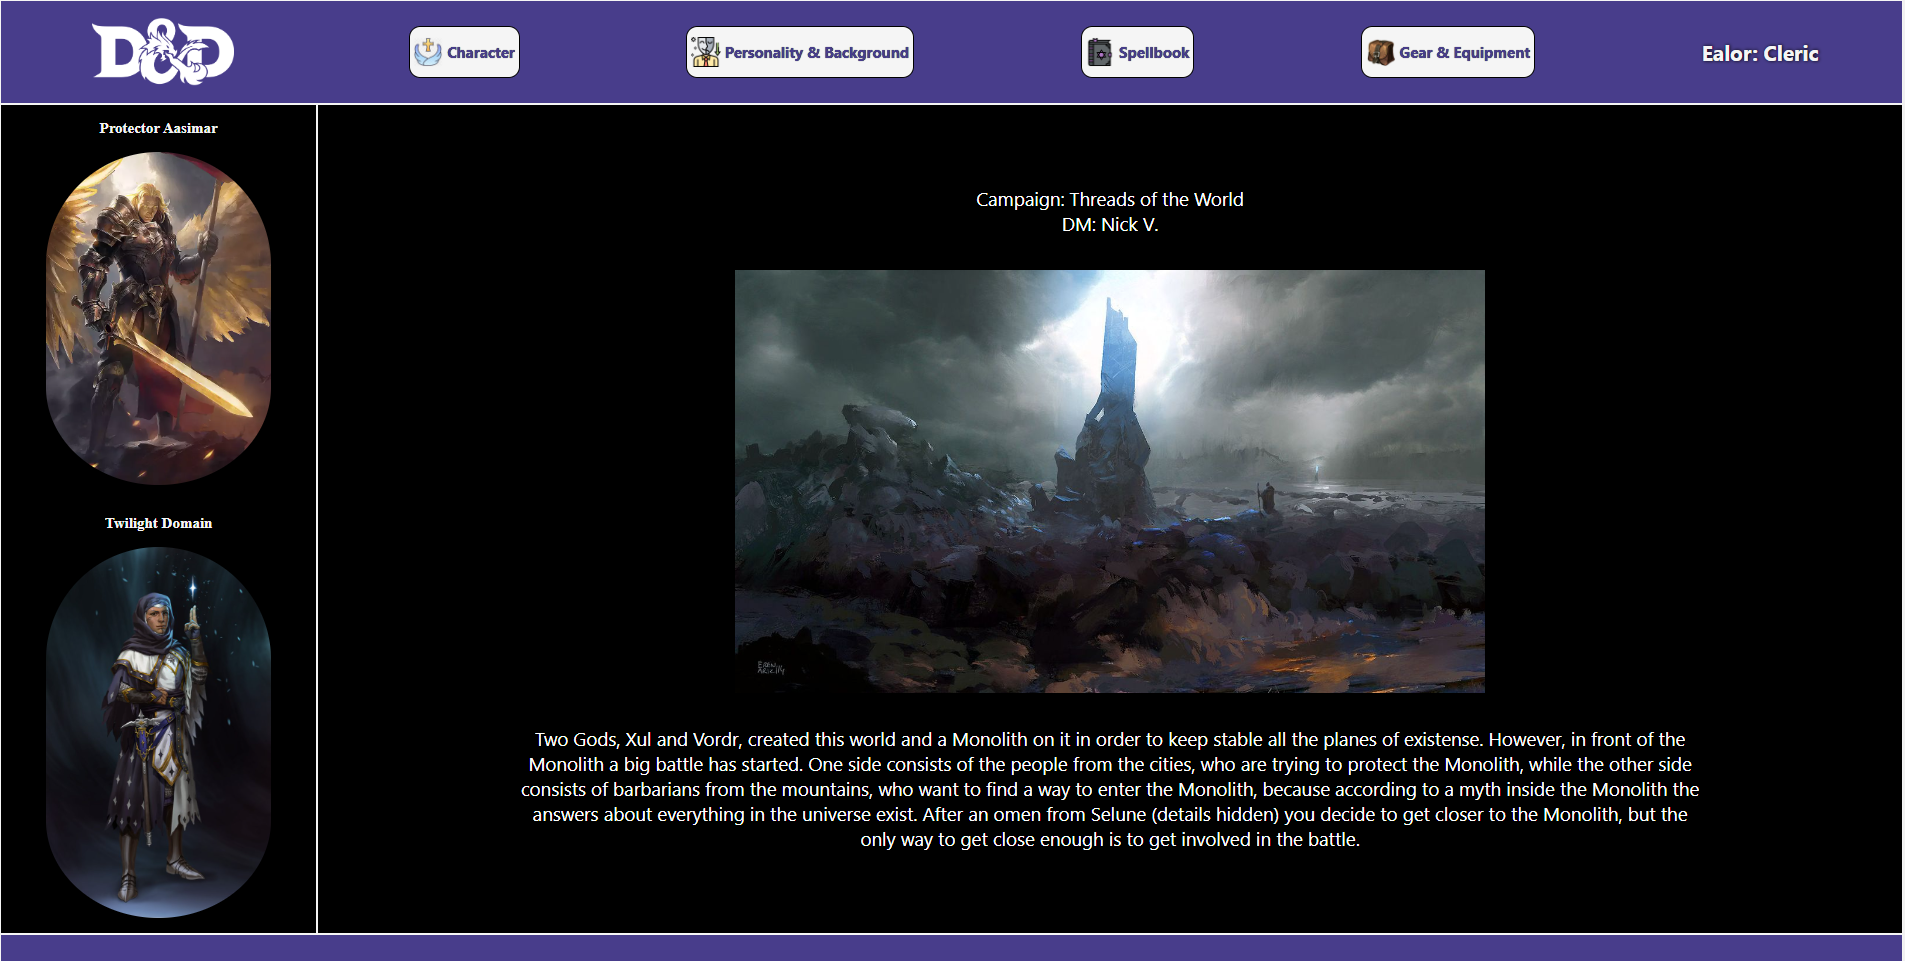 D&D
Character
Personality & Background
Spellbook
Gear & Equipment
Ealor: Cleric
Protector Aasimar
Twilight Domain
Campaign: Threads of the World
DM: Nick V.
Two Gods, Xul and Vordr, created this world and a Monolith on it in order to keep stable all the planes of existense. However, in front of the
Monolith a big battle has started. One side consists of the people from the cities, who are trying to protect the Monolith, while the other side
consists of barbarians from the mountains, who want to find a way to enter the Monolith, because according to a myth inside the Monolith the
answers about everything in the universe exist. After an omen from Selune (details hidden) you decide to get closer to the Monolith, but the
only way to get close enough is to get involved in the battle.